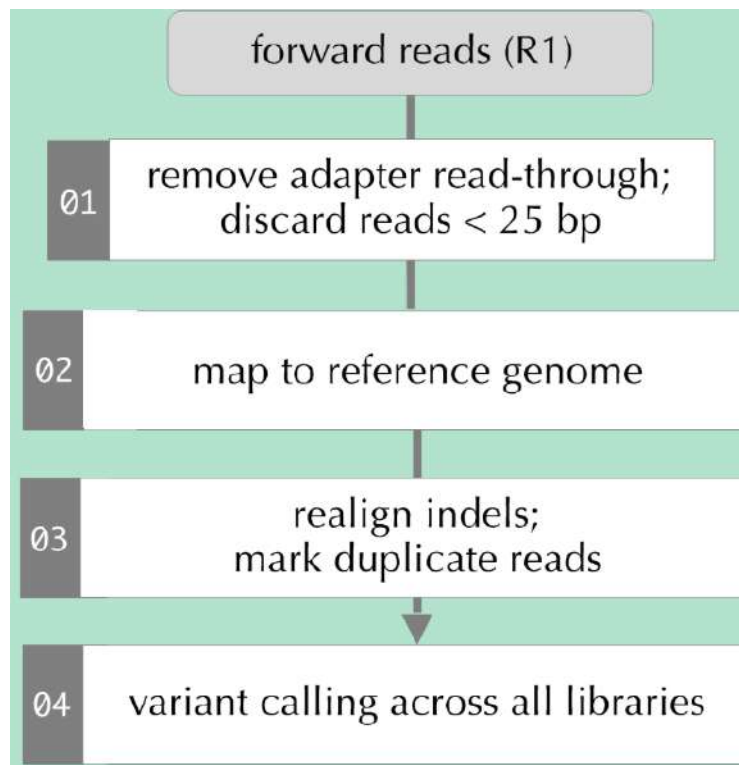 forward reads (R1)
01
remove adapter read-through;
discard reads < 25 bp
02
map to reference genome
03
realign indels;
mark duplicate reads
04
variant calling across all libraries